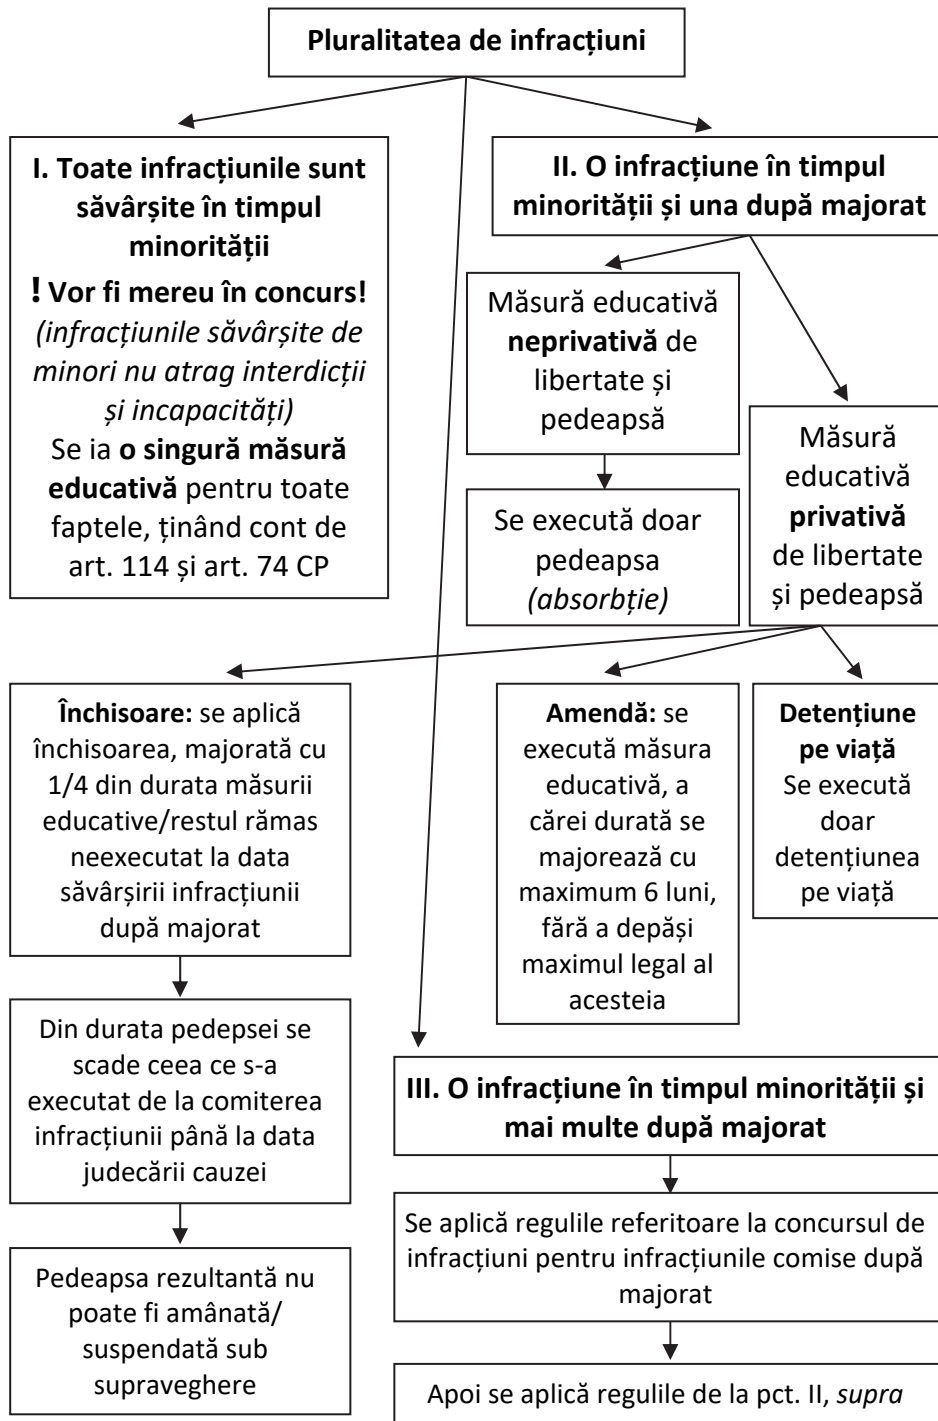 Pluralitatea de infracțiuni
I. Toate infracțiunile sunt
săvârșite în timpul
minorității
! Vor fi mereu în concurs!
(infracțiunile săvârșite de
minori nu atrag interdicții
și incapacități)
Se ia o singură măsură
educativă pentru toate
faptele, ținând cont de
art. 114 și art. 74 CP
II. O infracțiune în timpul
minorității și una după majorat
Măsură educativă
neprivativă de
libertate și
pedeapsă
Se execută doar
pedeapsa
(absorbție)
Măsură
educativă
privativă
de libertate
și pedeapsă
Închisoare: se aplică
închisoarea, majorată cu
1/4 din durata măsurii
educative/restul rămas
neexecutat la data
săvârșirii infracțiunii
după majorat
Din durata pedepsei se
scade ceea ce s-a
executat de la comiterea
infracțiunii până la data
judecării cauzei
Pedeapsa rezultantă nu
poate fi amânată/
suspendată sub
supraveghere
Amendă: se
execută măsura
educativă, a
cărei durată se
majorează cu
maximum 6 luni,
fără a depăși
maximul legal al
acesteia
Detențiune
pe viață
Se execută
doar
detențiunea
pe viață
III. O infracțiune în timpul minorității și
mai multe după majorat
Se aplică regulile referitoare la concursul de
infracțiuni pentru infracțiunile comise după
majorat
Apoi se aplică regulile de la pct. II, supra